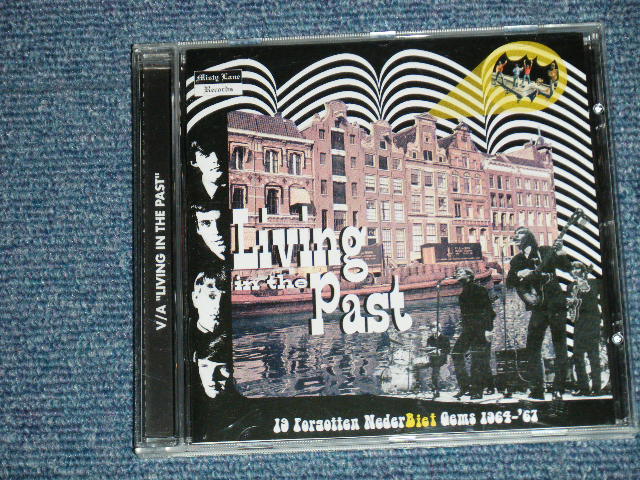 Misty Lane
Records
V/A "LIVING IN THE PAST"
Living
in the
Past
19 Forgotten NederBiet Gems 1964-'67